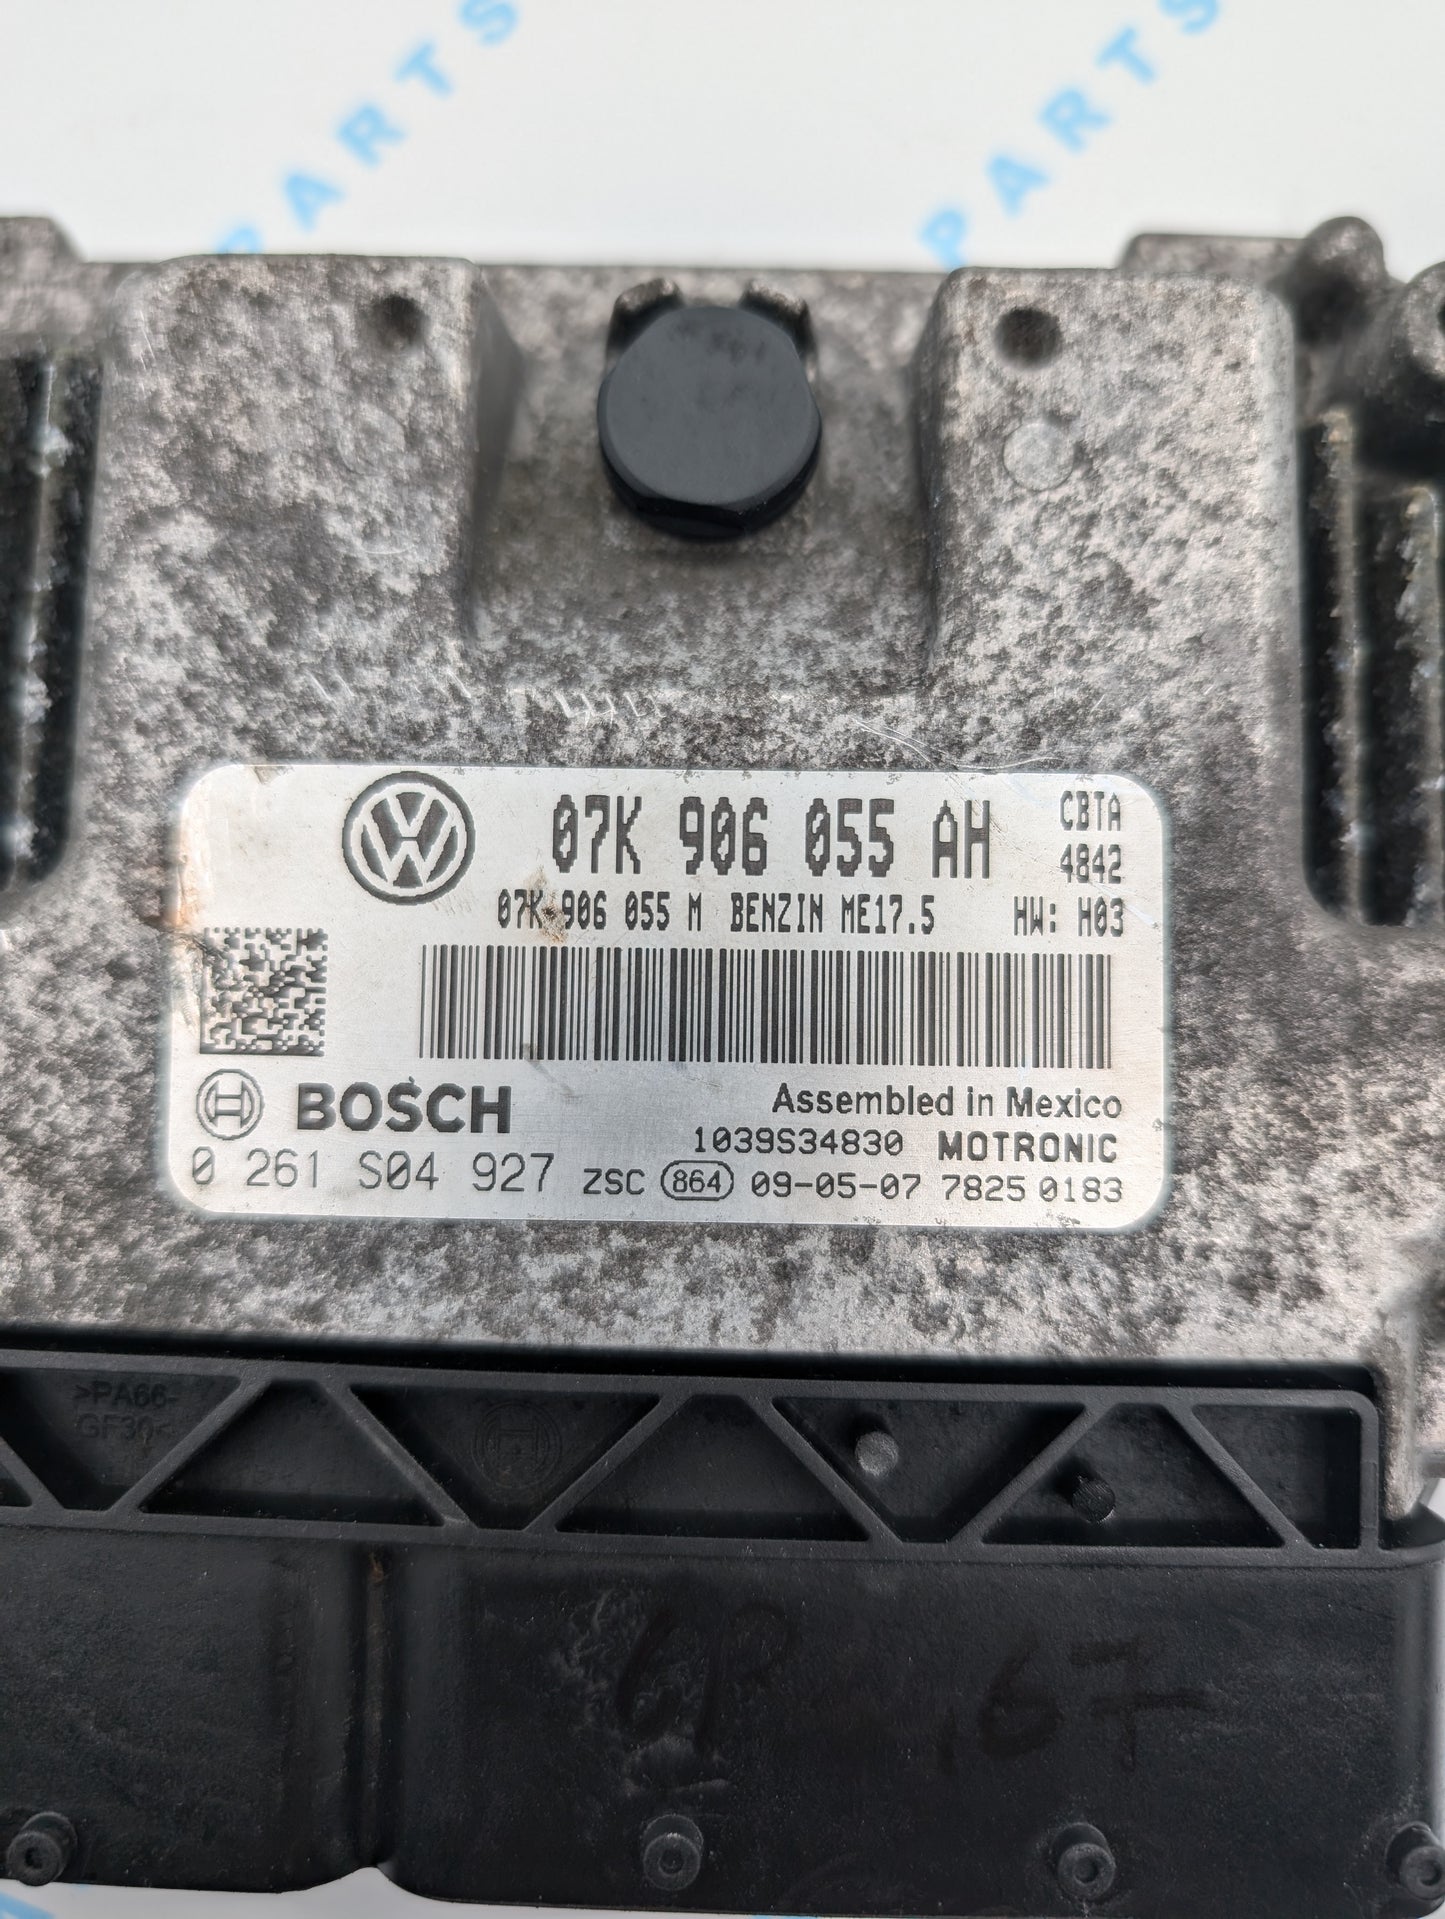 PARTS
PARTS
07K 906 055 AH CBTA
4842
07K 906 055 M BENZIN ME17.5 HW: H03
BOSCH
Assembled in Mexico
1039S34830 MOTRONIC
0 261 S04 927 ZSC 864 09-05-07 7825 0183
>PA66-
GF30<
67